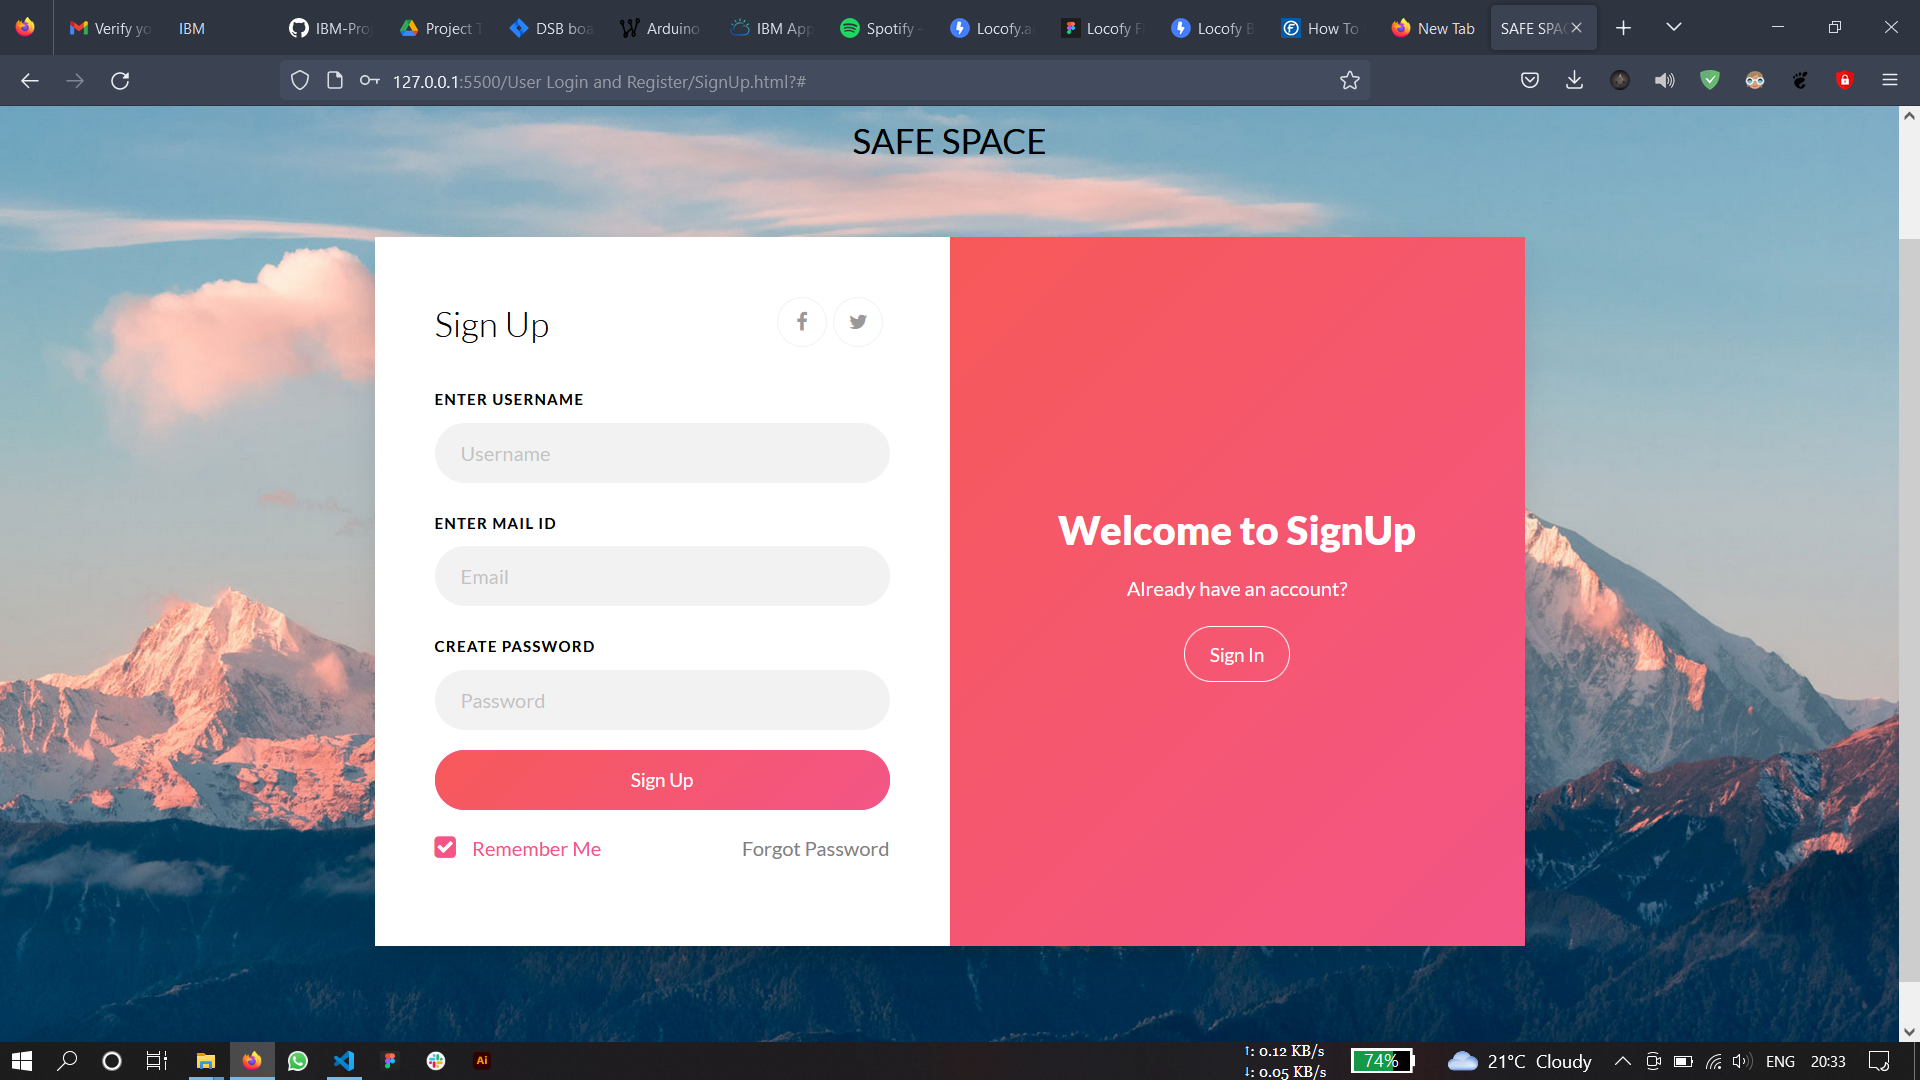 Verify yo
IBM
IBM-Proj
Project T
DSB boa
Arduino
IBM App
Spotify -
Locofy.a
Locofy F
Locofy B
How To
New Tab
SAFE SPAC
127.0.0.1:5500/User Login and Register/SignUp.html?#
SAFE SPACE
Sign Up
ENTER USERNAME
Username
ENTER MAIL ID
Email
CREATE PASSWORD
Password
Sign Up
Remember Me
Forgot Password
Welcome to SignUp
Already have an account?
Sign In
Ai
↑: 0.12 KB/s
↓: 0.05 KB/s
74%
21°C Cloudy
ENG
20:33